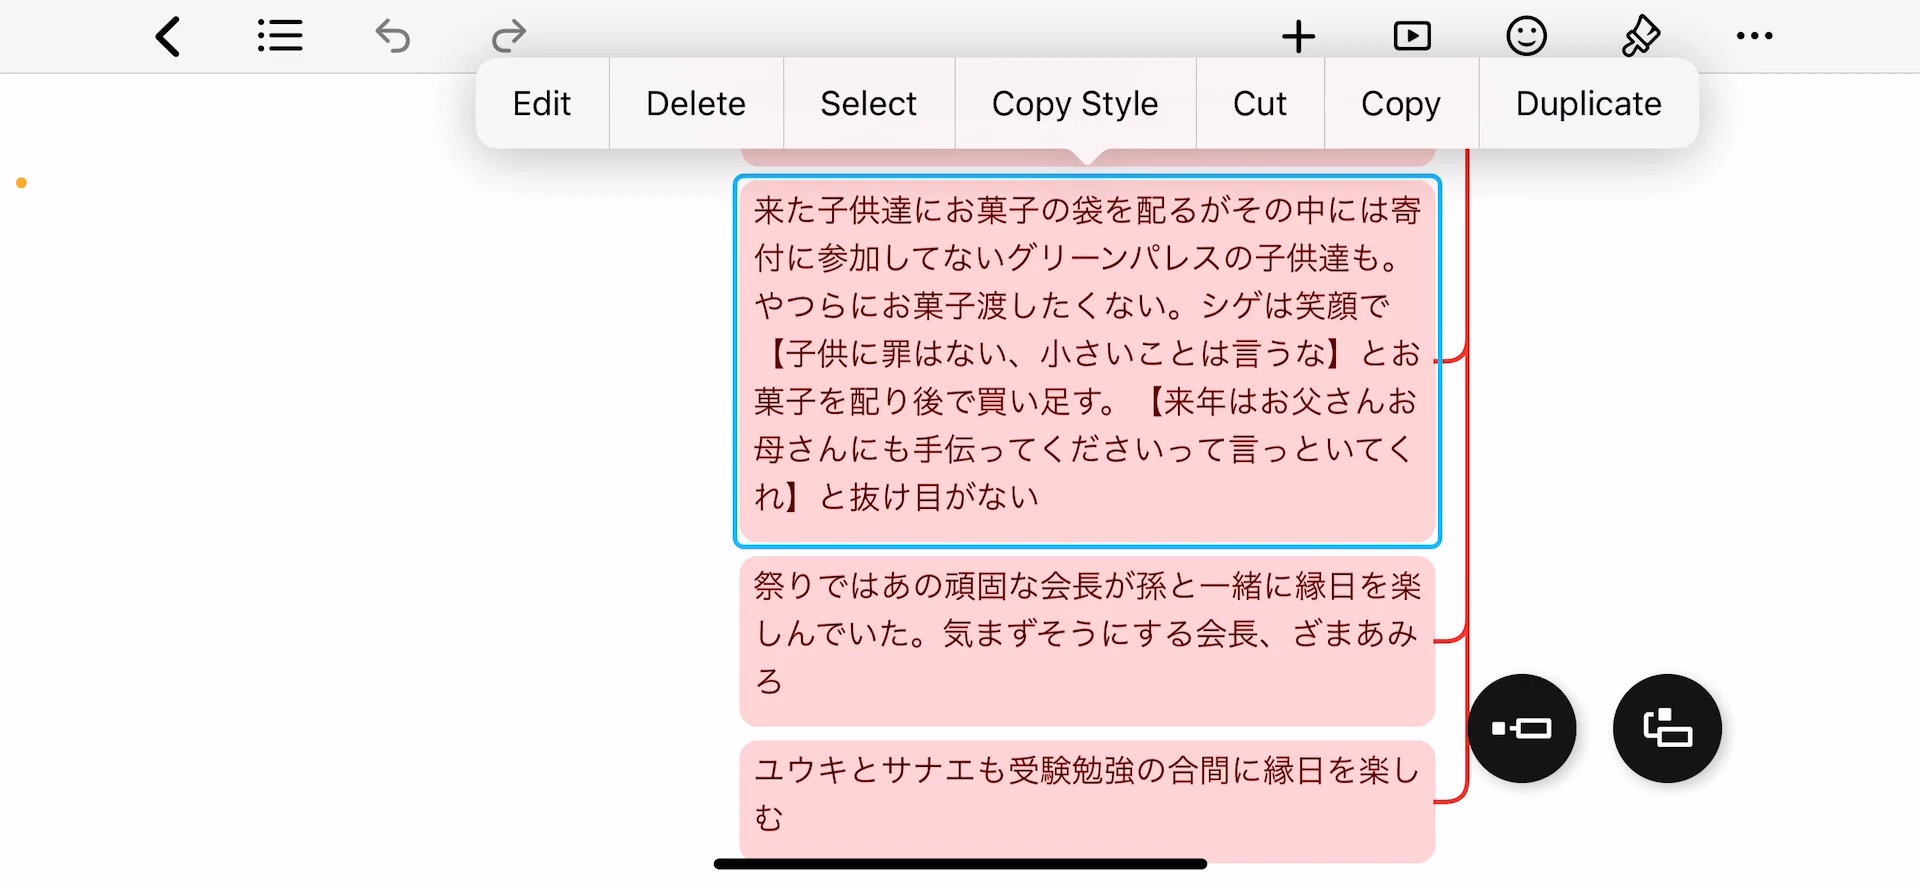 Edit Delete Select Copy Style Cut Copy Duplicate
来た子供達にお菓子の袋を配るがその中には寄
付に参加してないグリーンパレスの子供達も。
やつらにお菓子渡したくない。シゲは笑顔で
【子供に罪はない、小さいことは言うな】とお
菓子を配り後で買い足す。【来年はお父さんお
母さんにも手伝ってくださいって言っといてく
れ】と抜け目がない
祭りではあの頑固な会長が孫と一緒に縁日を楽
しんでいた。気まずそうにする会長、ざまあみ
ろ
ユウキとサナエも受験勉強の合間に縁日を楽し
む